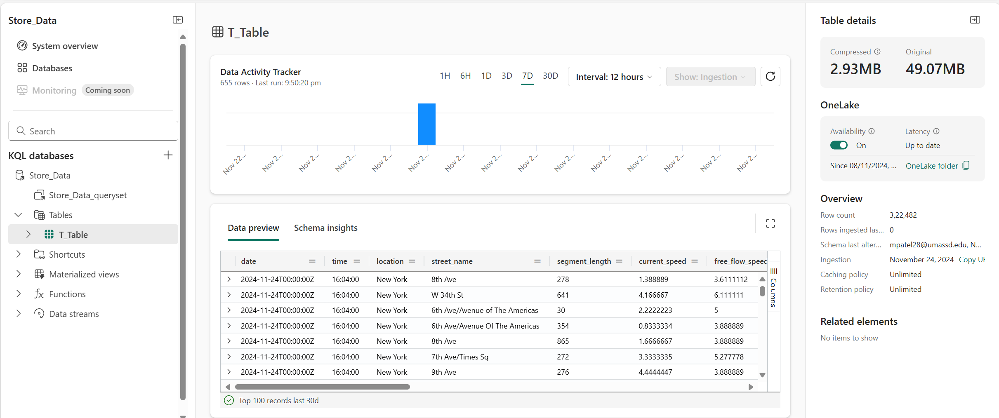 Store_Data
System overview
Databases
Monitoring Coming soon
Search
KQL databases
Store_Data
Store_Data_queryset
Tables
T_Table
Shortcuts
Materialized views
Functions
Data streams
T_Table
Data Activity Tracker
655 rows · Last run: 9:50:20 pm
1H 6H 1D 3D 7D 30D Interval: 12 hours Show: Ingestion
Nov 22... Nov 2... Nov 2... Nov 2... Nov 2... Nov 2... Nov 2... Nov 2... Nov 2... Nov 2... Nov 2... Nov 2... Nov 2... Nov 2... Nov 2...
Data preview Schema insights
date time location street_name segment_length current_speed free_flow_speed
2024-11-24T00:00:00Z 16:04:00 New York 8th Ave 278 1.388889 3.6111112
2024-11-24T00:00:00Z 16:04:00 New York W 34th St 641 4.166667 6.111111
2024-11-24T00:00:00Z 16:04:00 New York 6th Ave/Avenue of The Americas 30 2.2222223 5
2024-11-24T00:00:00Z 16:04:00 New York 6th Ave/Avenue Of The Americas 354 0.8333334 3.888889
2024-11-24T00:00:00Z 16:04:00 New York 8th Ave 865 1.6666667 3.888889
2024-11-24T00:00:00Z 16:04:00 New York 7th Ave/Times Sq 272 3.3333335 5.277778
2024-11-24T00:00:00Z 16:04:00 New York 9th Ave 276 4.4444447 3.888889
Columns
Top 100 records last 30d
Table details
Compressed Original
2.93MB 49.07MB
OneLake
Availability Latency
On Up to date
Since 08/11/2024, ... OneLake folder
Overview
Row count 3,22,482
Rows ingested las... 0
Schema last alter... mpatel28@umassd.edu, N...
Ingestion November 24, 2024 Copy UR
Caching policy Unlimited
Retention policy Unlimited
Related elements
No items to show